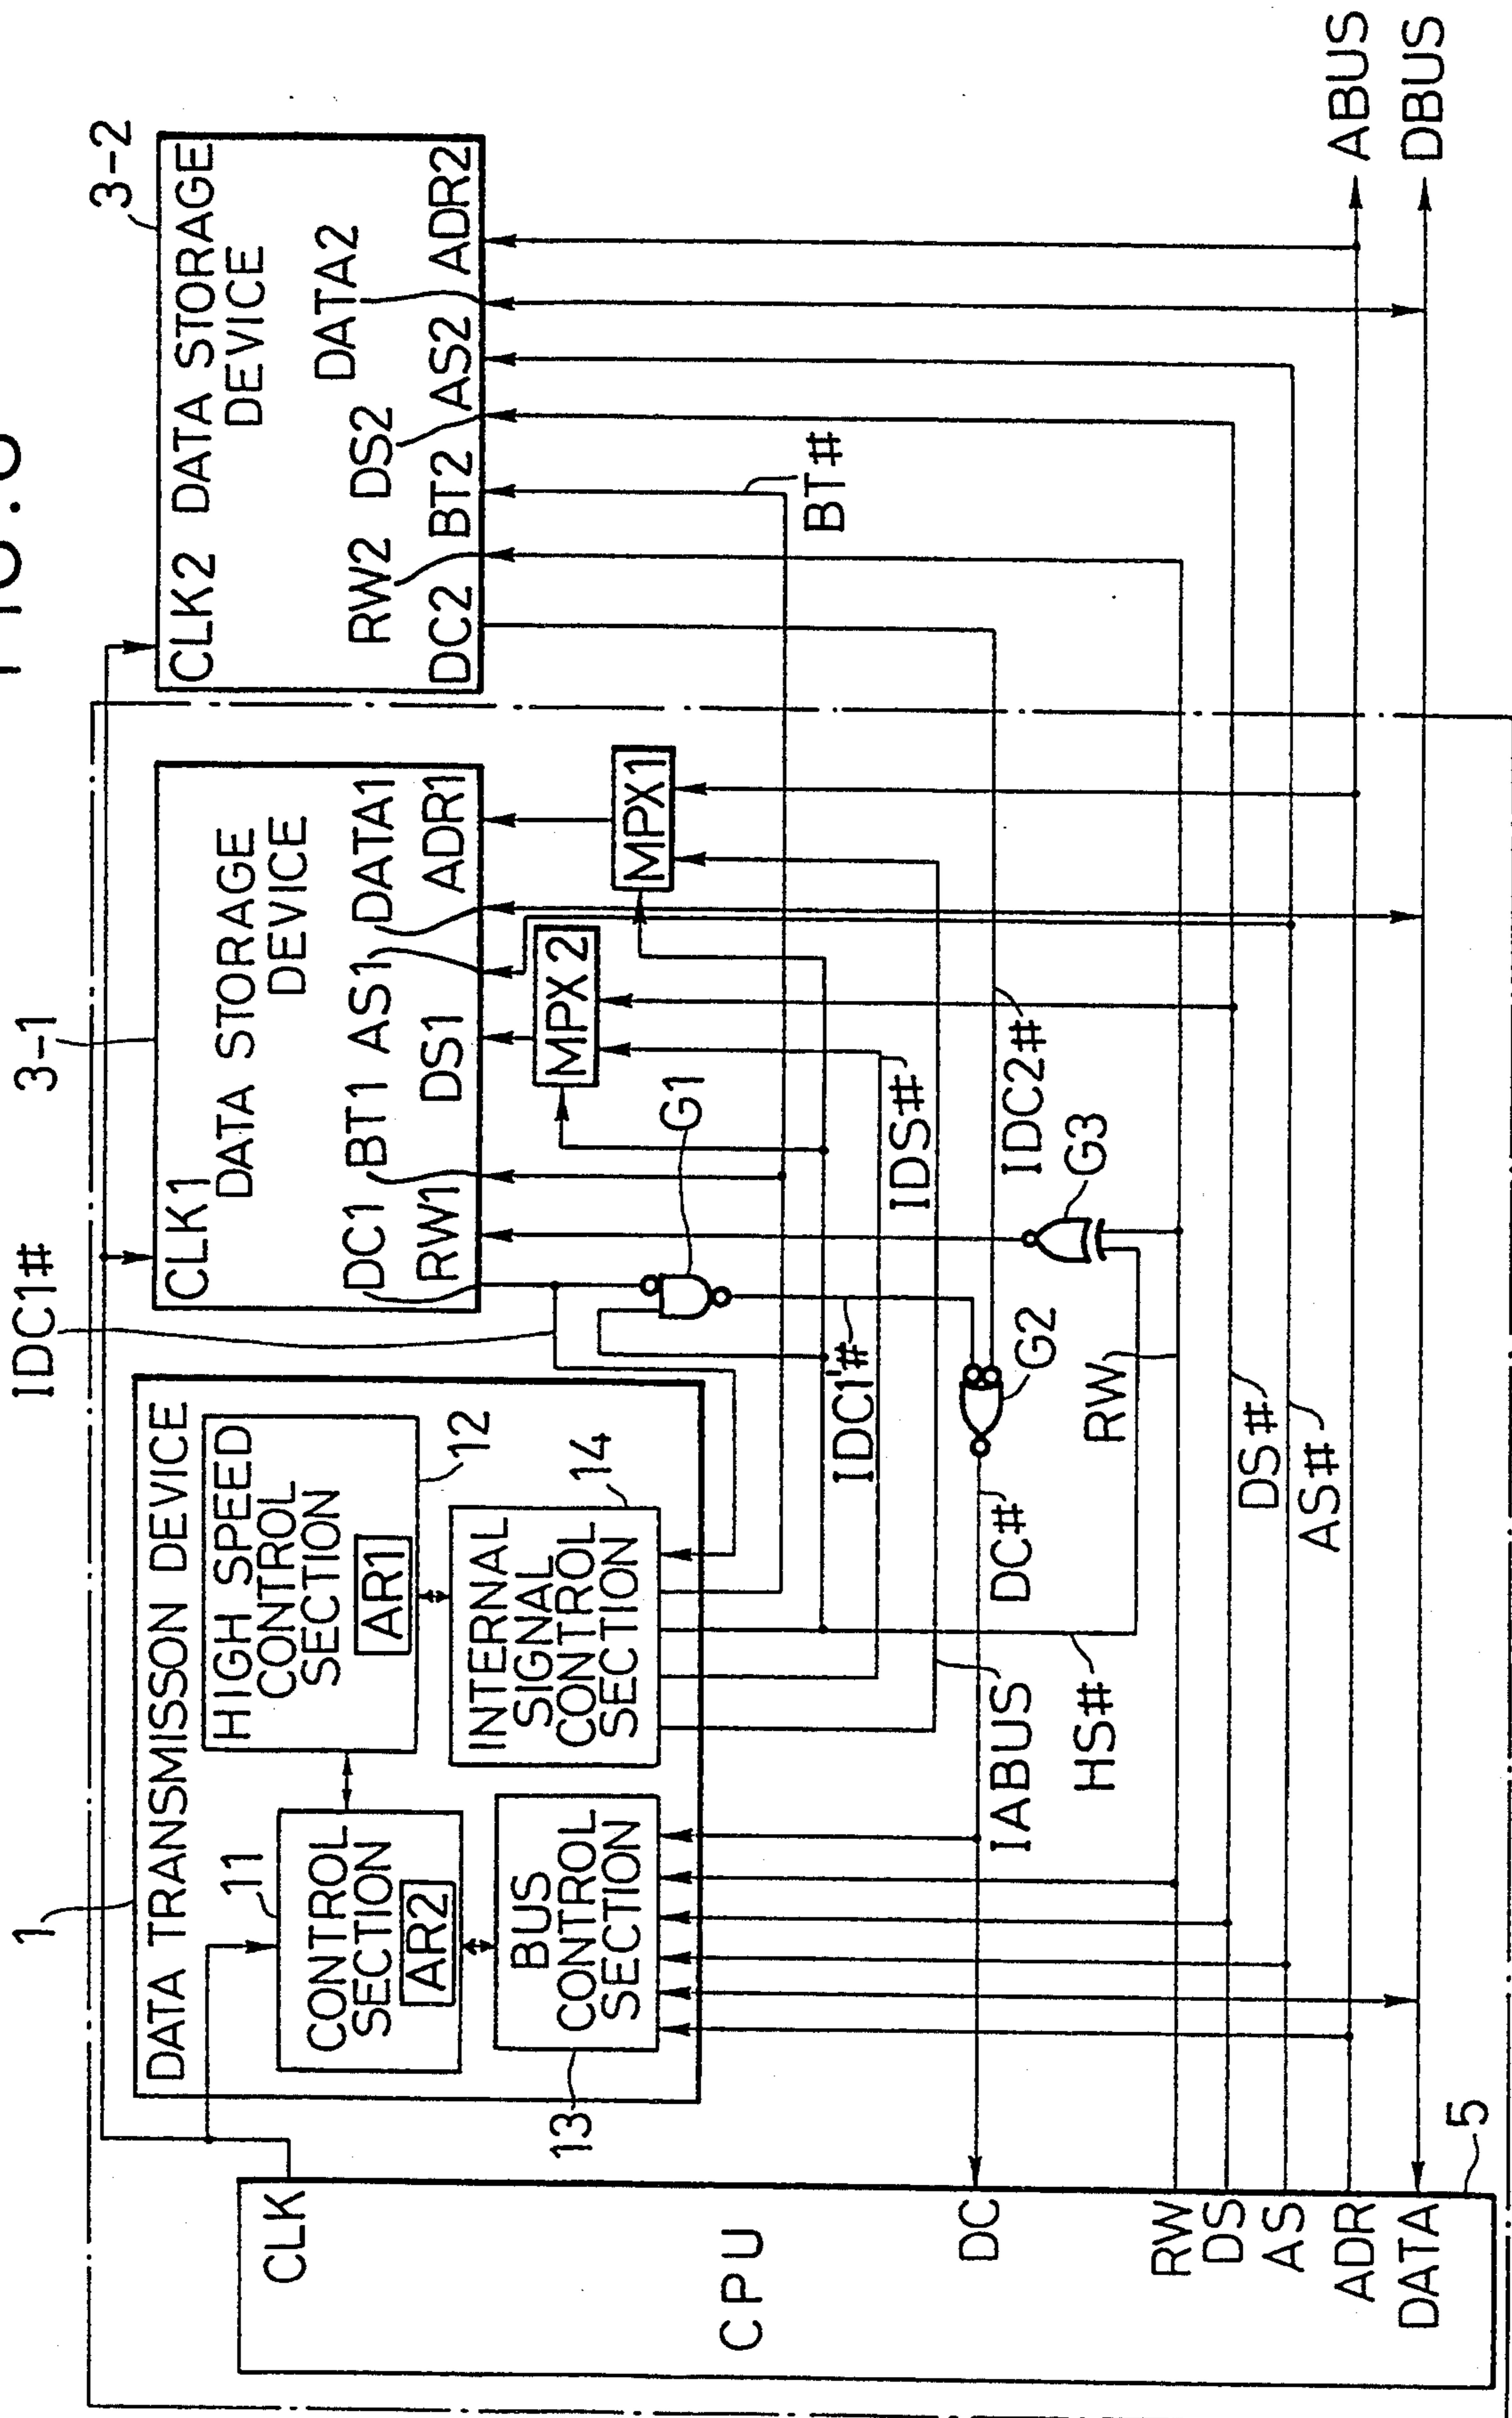 IDC1#
3-1
3-2
1
DATA TRANSMISSON DEVICE
HIGH SPEED
CONTROL
SECTION
AR1
12
11
CONTROL
SECTION
AR2
BUS
CONTROL
SECTION
13
INTERNAL
SIGNAL
CONTROL
SECTION
14
CLK1
DATA STORAGE
DEVICE
DC1
BT1
AS1
DATA1
RW1
DS1
ADR1
CLK2
DATA STORAGE
DEVICE
DATA2
RW2
DS2
DC2
BT2
AS2
ADR2
MPX 2
MPX1
G1
BT#
IDS#
IDC1'#
IDC2#
G2
G3
DC#
IABUS
HS#
RW
DS#
AS#
CLK
CPU
DC
RW
DS
AS
ADR
DATA
5
ABUS
DBUS